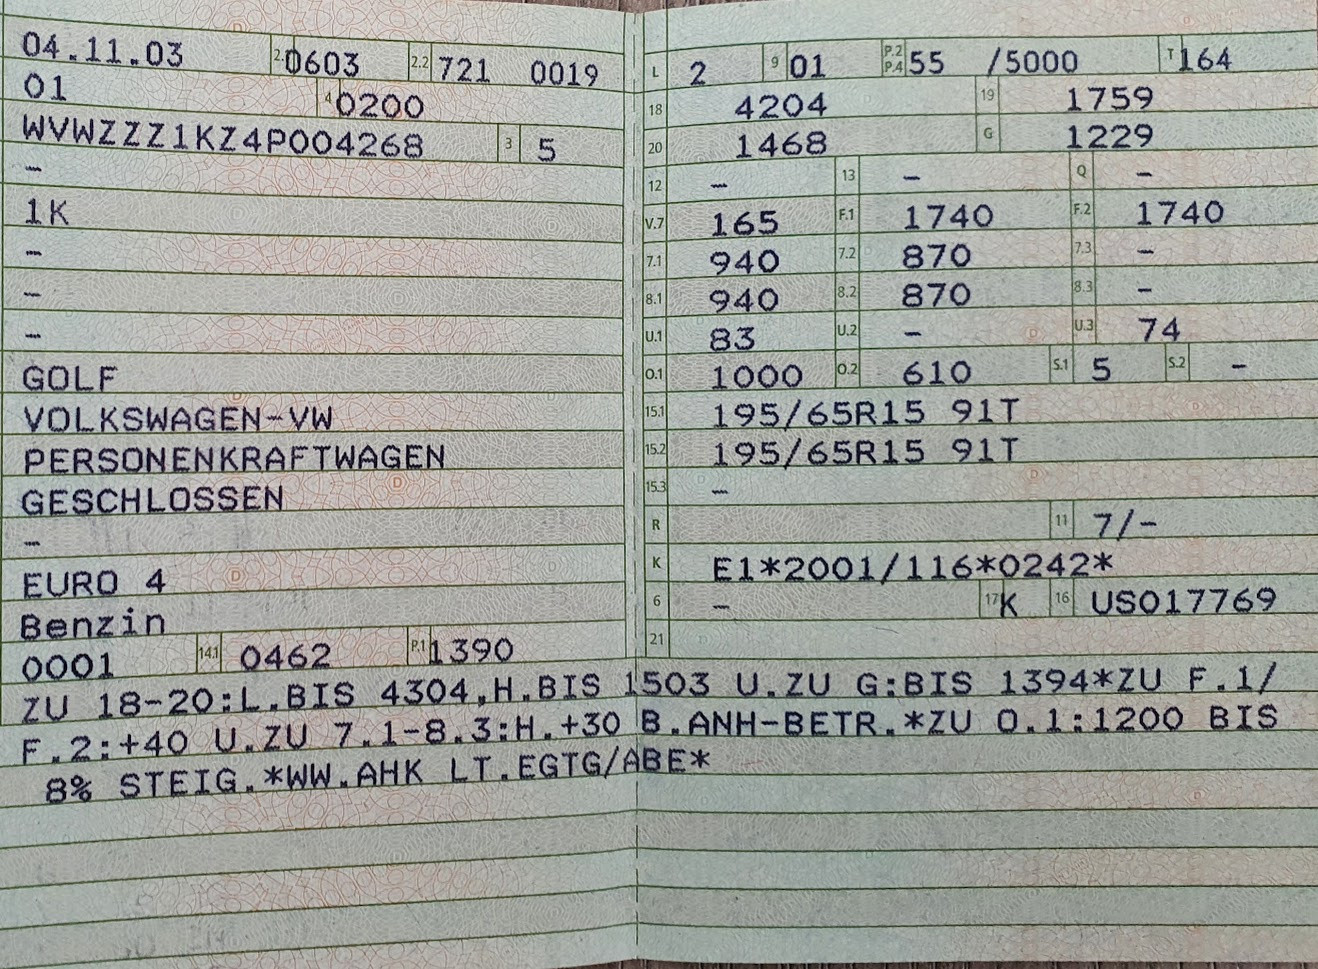 04.11.03 2.1 0603 2.2 721 0019
01 4 0200
WVWZZZ1KZ4P004268 3 5
–
1K
–
–
–
GOLF
VOLKSWAGEN-VW
PERSONENKRAFTWAGEN
GESCHLOSSEN
–
EURO 4
Benzin
0001 14.1 0462 P.1 1390
L 2 9 01 P.2 P.4 55 /5000 T 164
18 4204 19 1759
20 1468 G 1229
12 – 13 – Q –
V.7 165 F.1 1740 F.2 1740
7.1 940 7.2 870 7.3 –
8.1 940 8.2 870 8.3 –
U.1 83 U.2 – U.3 74
O.1 1000 O.2 610 S.1 5 S.2 –
15.1 195/65R15 91T
15.2 195/65R15 91T
15.3 –
R 11 7/–
K E1*2001/116*0242*
6 – 17 K 16 US017769
21
ZU 18-20:L.BIS 4304,H.BIS 1503 U.ZU G:BIS 1394*ZU F.1/
F.2:+40 U.ZU 7.1-8.3:H.+30 B.ANH-BETR.*ZU O.1:1200 BIS
8% STEIG.*WW.AHK LT.EGTG/ABE*